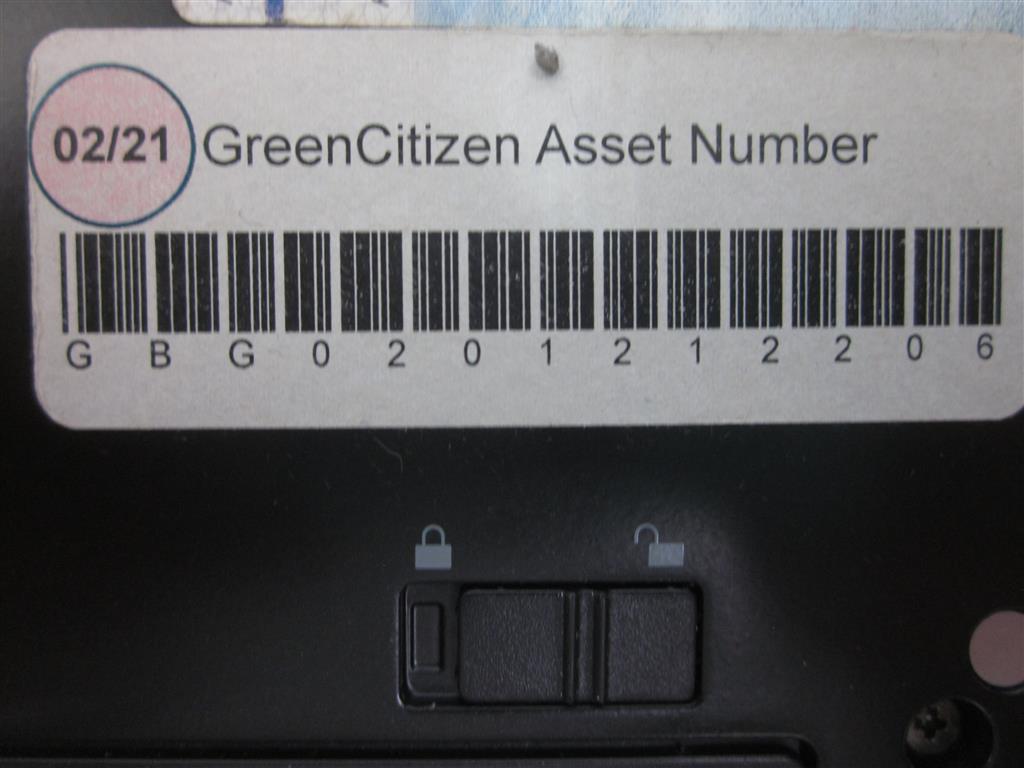 02/21 GreenCitizen Asset Number
G B G 0 2 0 1 2 1 2 2 0 6